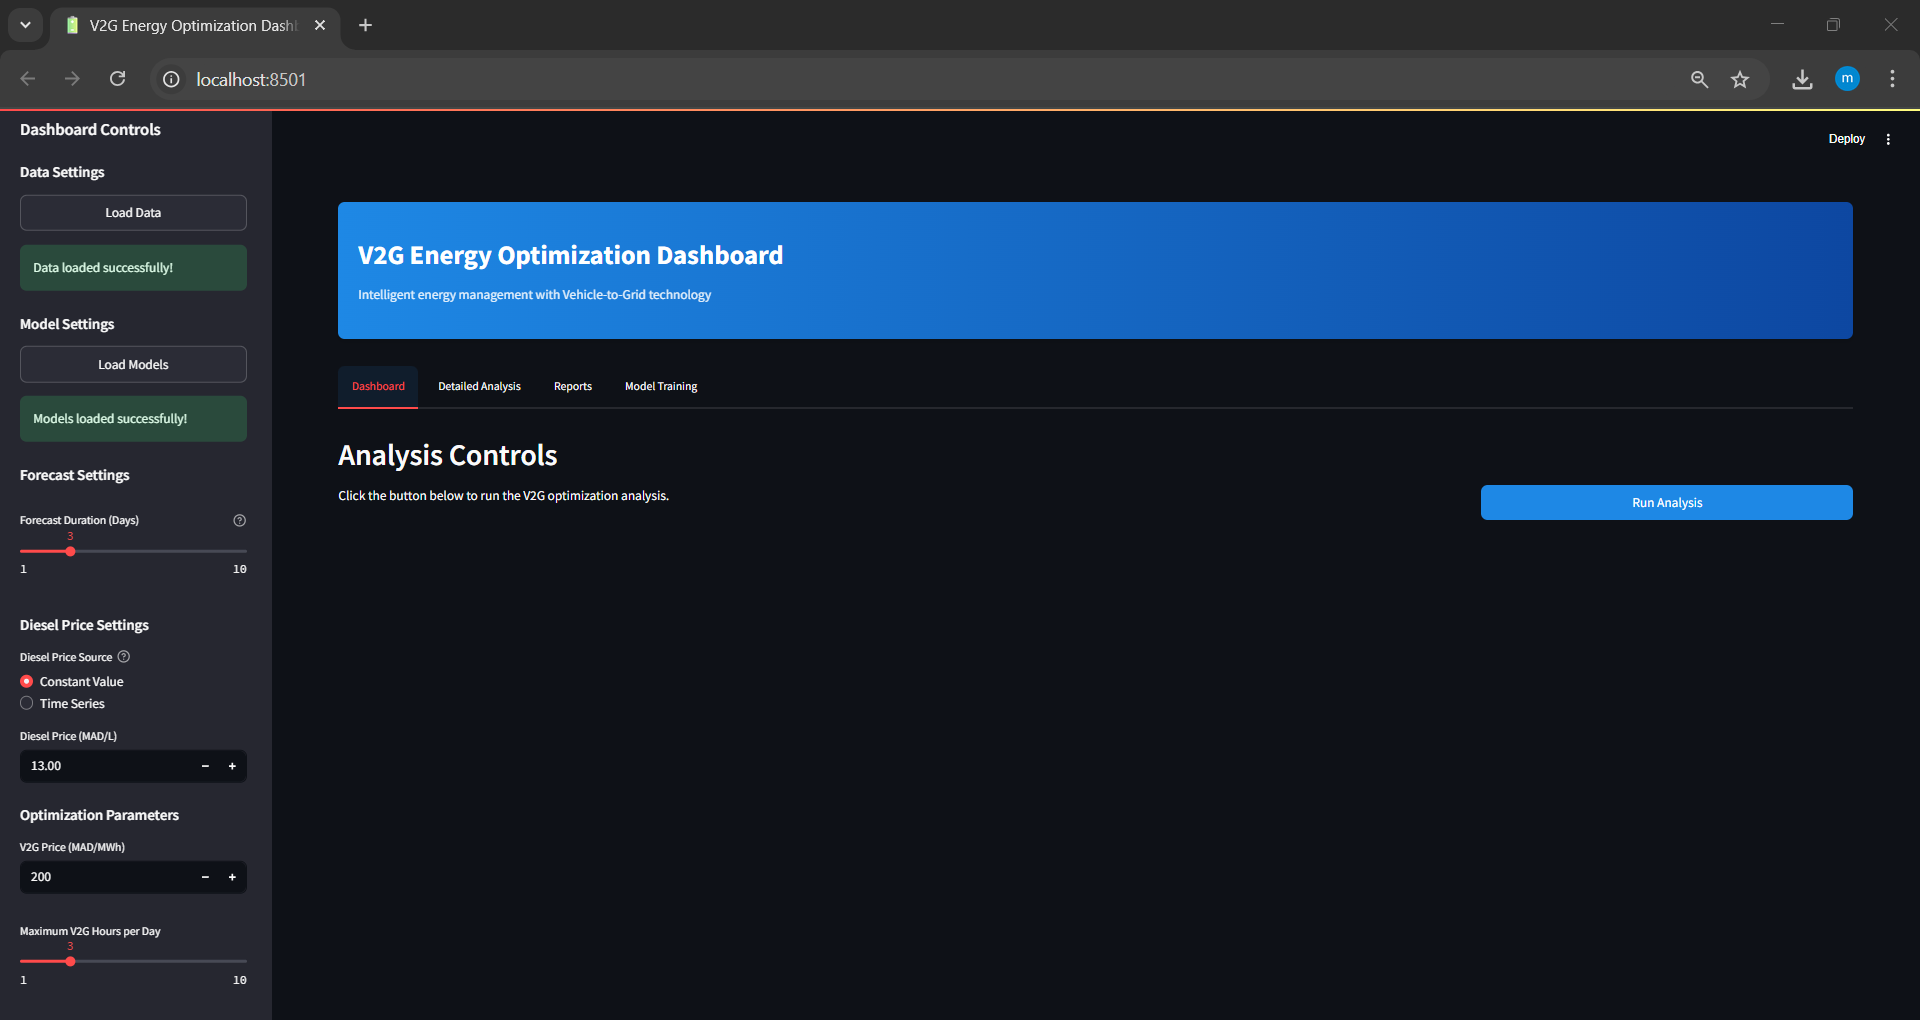 V2G Energy Optimization Dash
localhost:8501
m
Dashboard Controls
Data Settings
Load Data
Data loaded successfully!
Model Settings
Load Models
Models loaded successfully!
Forecast Settings
Forecast Duration (Days)
3
1 10
Diesel Price Settings
Diesel Price Source
Constant Value
Time Series
Diesel Price (MAD/L)
13.00 - +
Optimization Parameters
V2G Price (MAD/MWh)
200 - +
Maximum V2G Hours per Day
3
1 10
Deploy
V2G Energy Optimization Dashboard
Intelligent energy management with Vehicle-to-Grid technology
Dashboard Detailed Analysis Reports Model Training
Analysis Controls
Click the button below to run the V2G optimization analysis.
Run Analysis